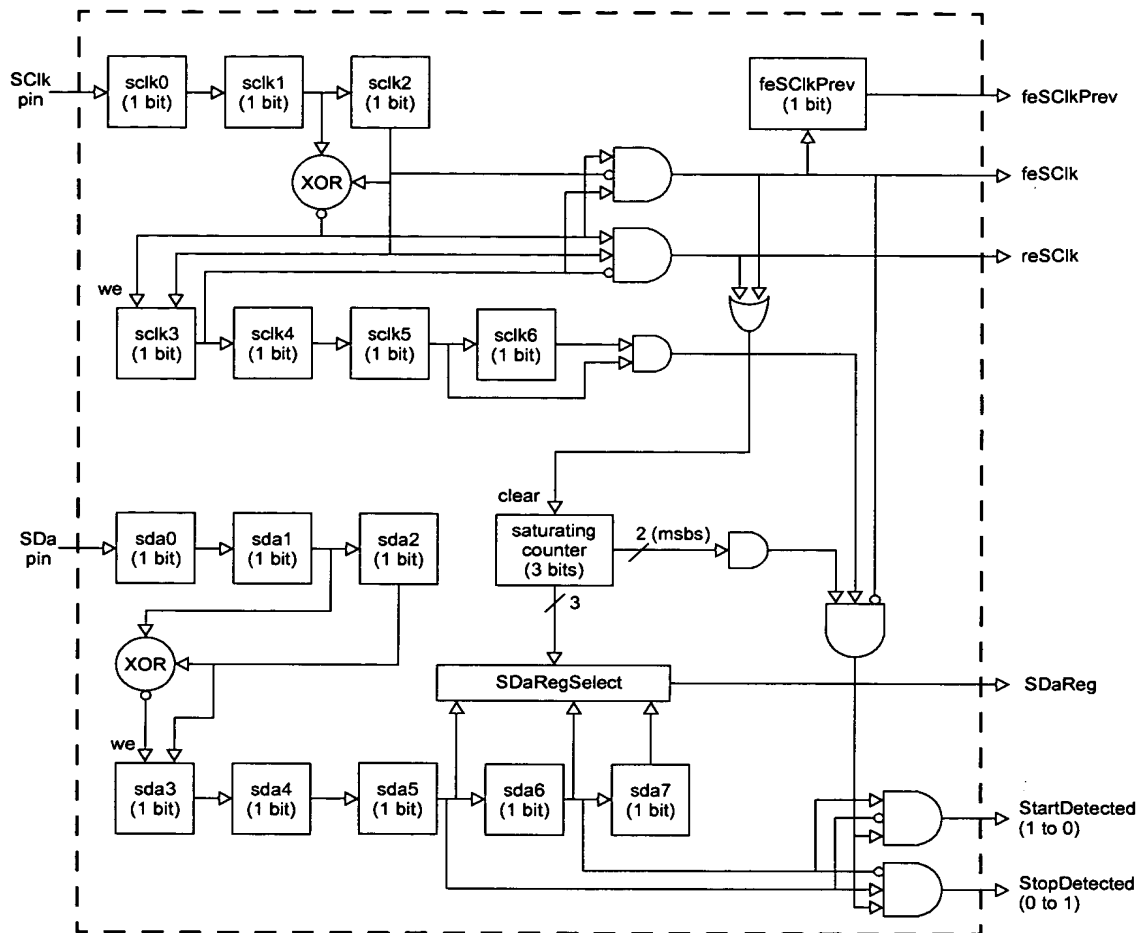 SClk
pin
sclk0
(1 bit)
sclk1
(1 bit)
sclk2
(1 bit)
feSClkPrev
(1 bit)
feSClkPrev
XOR
feSClk
reSClk
we
sclk3
(1 bit)
sclk4
(1 bit)
sclk5
(1 bit)
sclk6
(1 bit)
clear
SDa
pin
sda0
(1 bit)
sda1
(1 bit)
sda2
(1 bit)
saturating
counter
(3 bits)
2 (msbs)
3
XOR
SDaRegSelect
SDaReg
we
sda3
(1 bit)
sda4
(1 bit)
sda5
(1 bit)
sda6
(1 bit)
sda7
(1 bit)
StartDetected
(1 to 0)
StopDetected
(0 to 1)